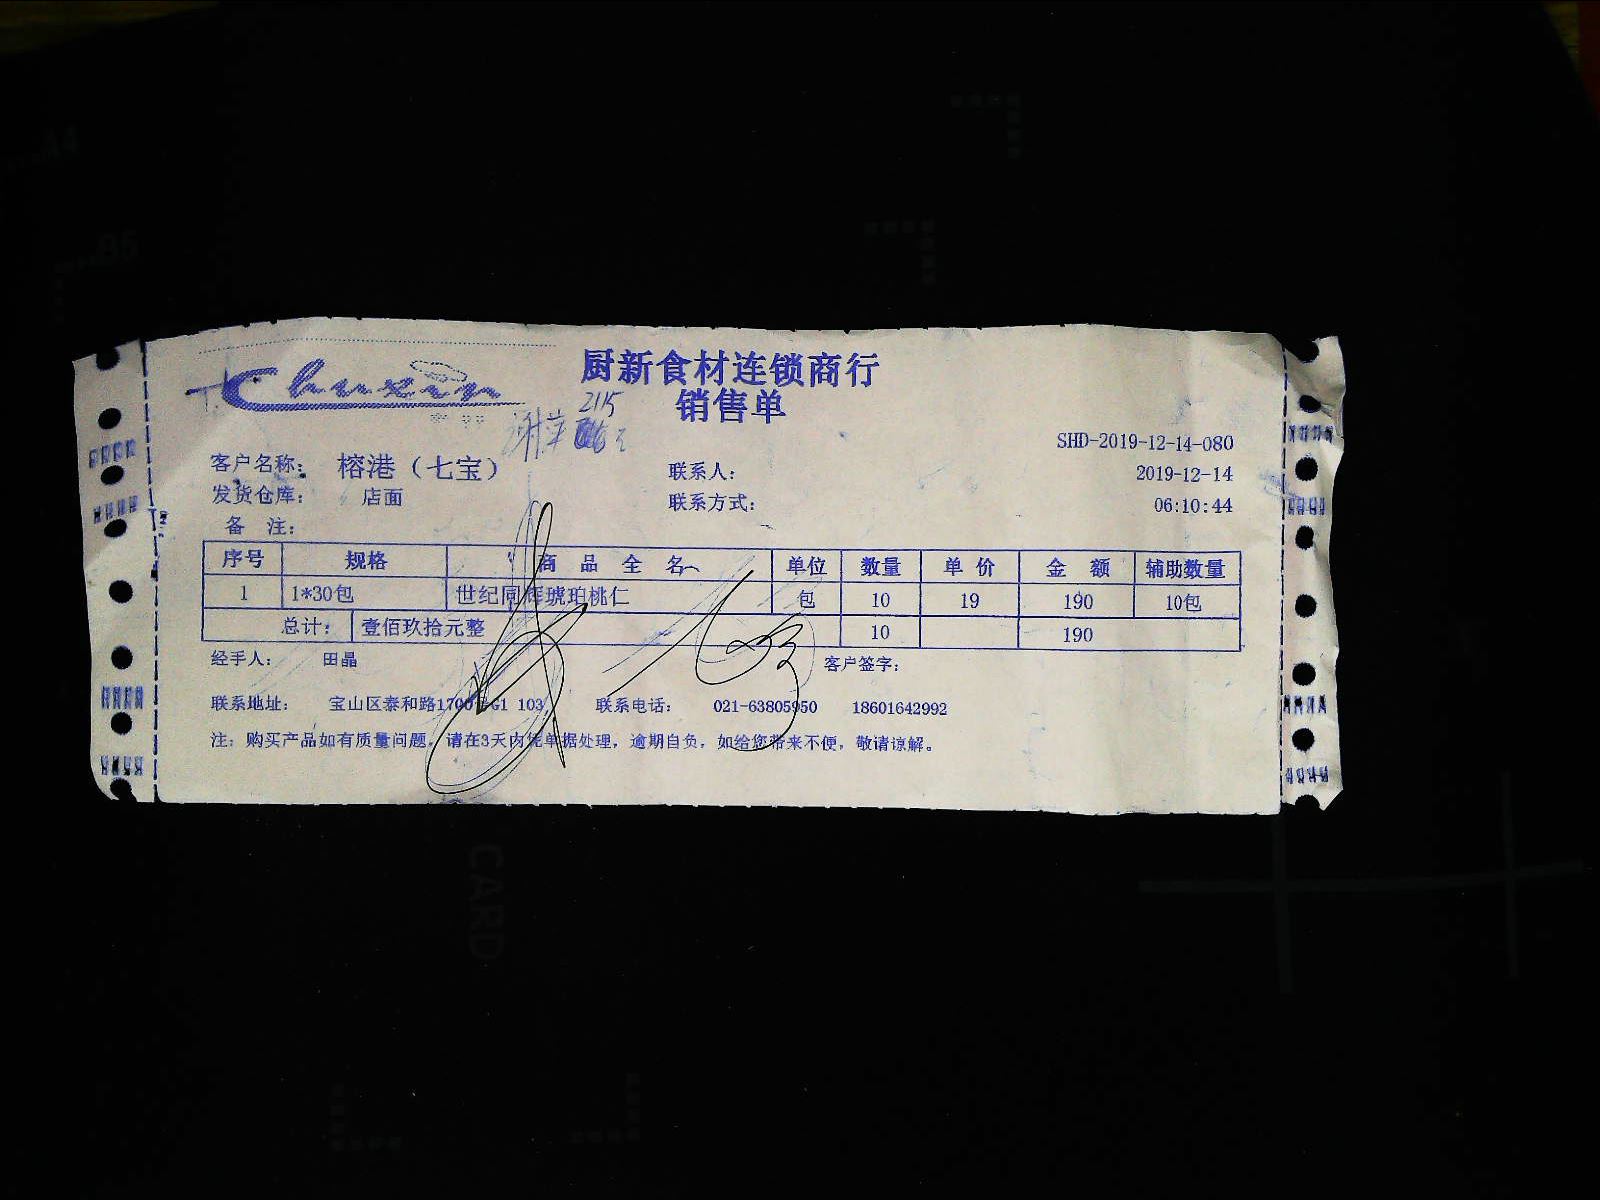 Chuxin
厨新食材连锁商行
2115
销售单
SHD-2019-12-14-080
客户名称： 榕港（七宝） 联系人： 2019-12-14
发货仓库： 店面 联系方式： 06:10:44
备 注：
序号 规格 商 品 全 名 单位 数量 单 价 金 额 辅助数量
1 1*30包 世纪同晖琥珀桃仁 包 10 19 190 10包
总计： 壹佰玖拾元整 10 190
经手人： 田晶 客户签字：
联系地址： 宝山区泰和路1700号G1 103 联系电话： 021-63805950 18601642992
注：购买产品如有质量问题，请在3天内凭单据处理，逾期自负，如给您带来不便，敬请谅解。
A4
B5
CARD